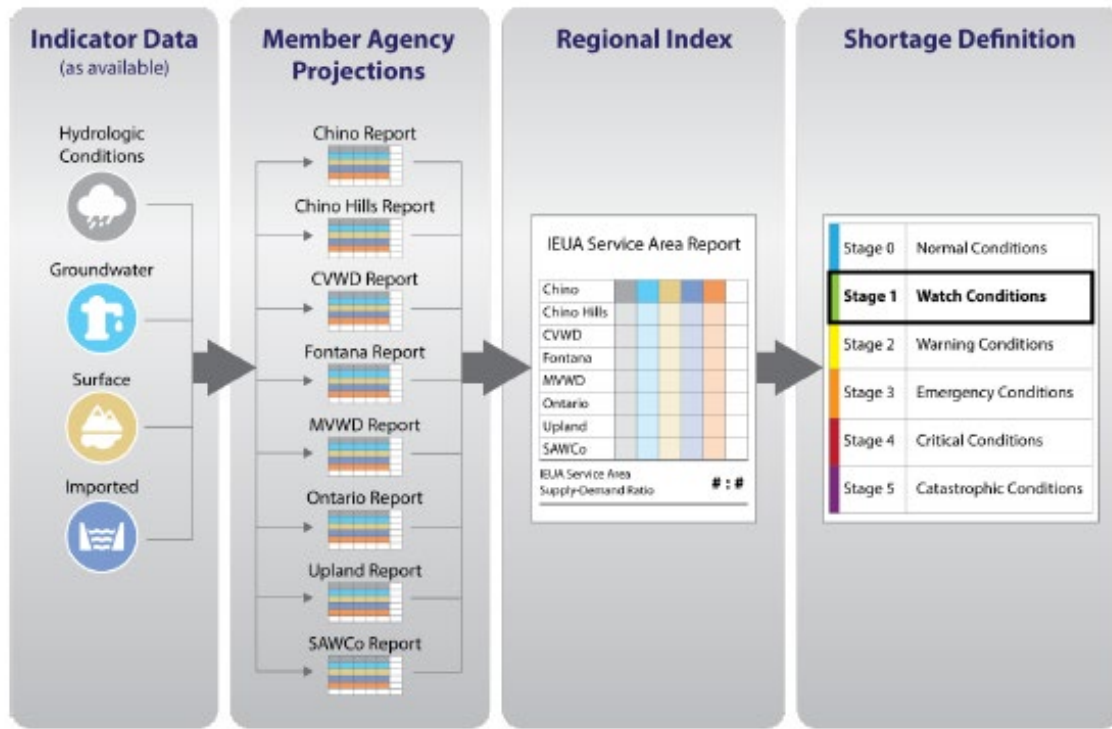 Indicator Data
(as available)
Hydrologic
Conditions
Groundwater
Surface
Imported
Member Agency
Projections
Chino Report
Chino Hills Report
CVWD Report
Fontana Report
MVWD Report
Ontario Report
Upland Report
SAWCo Report
Regional Index
IEUA Service Area Report
Chino
Chino Hills
CVWD
Fontana
MVWD
Ontario
Upland
SAWCo
IEUA Service Area
Supply-Demand Ratio
# : #
Shortage Definition
Stage 0 Normal Conditions
Stage 1 Watch Conditions
Stage 2 Warning Conditions
Stage 3 Emergency Conditions
Stage 4 Critical Conditions
Stage 5 Catastrophic Conditions